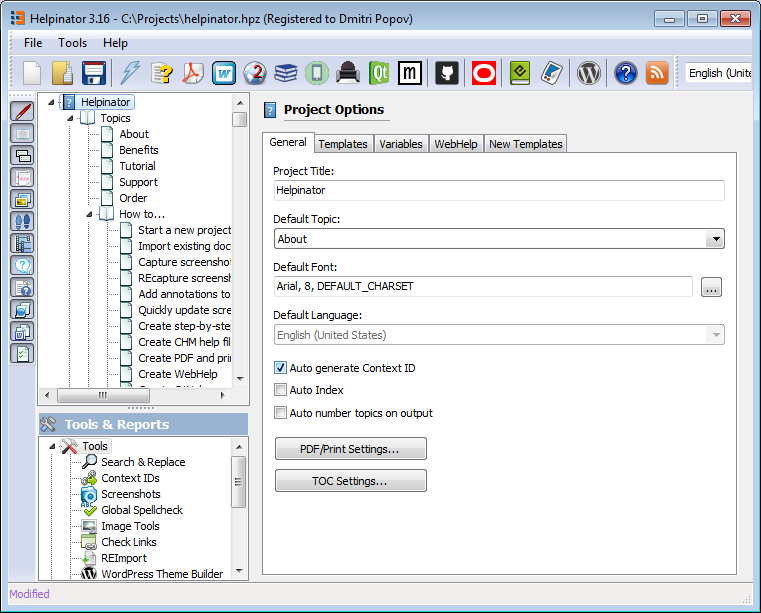 Helpinator 3.16 - C:\Projects\helpinator.hpz (Registered to Dmitri Popov)
File Tools Help
W
2
Qt
m
English (Unite
Helpinator
Topics
About
Benefits
Tutorial
Support
Order
How to...
Start a new project
Import existing doc
Capture screenshot
REcapture screensh
Add annotations to
Quickly update scre
Create step-by-step
Create CHM help file
Create PDF and prin
Create WebHelp
Tools & Reports
Tools
Search & Replace
Context IDs
Screenshots
Global Spellcheck
Image Tools
Check Links
REImport
WordPress Theme Builder
Project Options
General Templates Variables WebHelp New Templates
Project Title:
Helpinator
Default Topic:
About
Default Font:
Arial, 8, DEFAULT_CHARSET
...
Default Language:
English (United States)
Auto generate Context ID
Auto Index
Auto number topics on output
PDF/Print Settings...
TOC Settings...
Modified